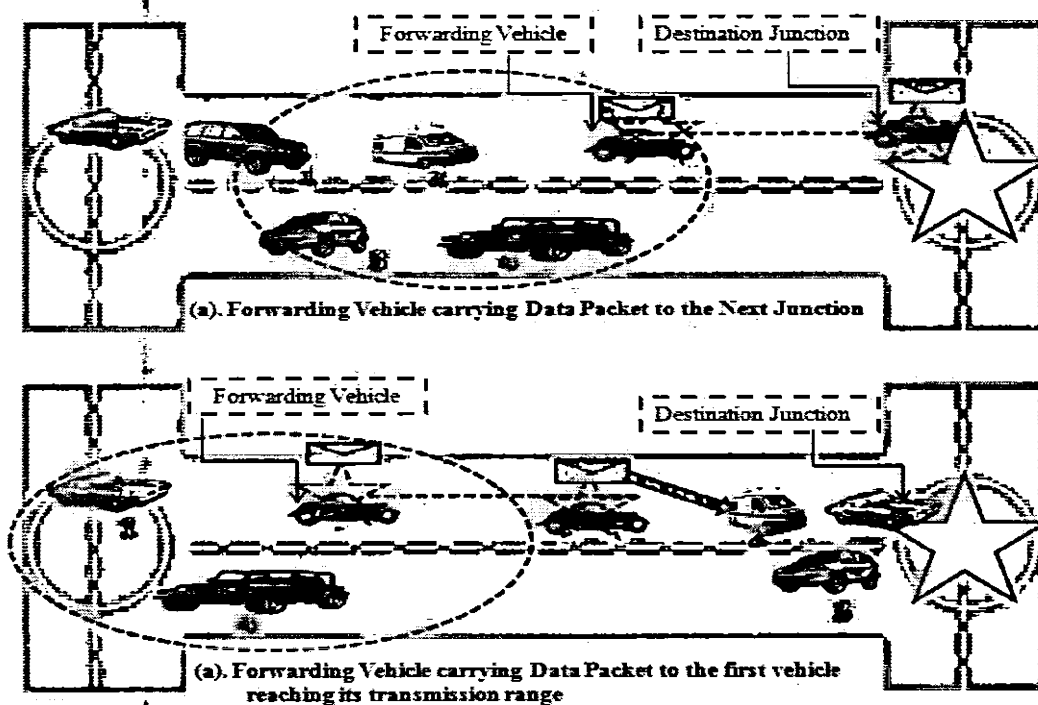 Forwarding Vehicle
Destination Junction
(a). Forwarding Vehicle carrying Data Packet to the Next Junction
Forwarding Vehicle
Destination Junction
(a). Forwarding Vehicle carrying Data Packet to the first vehicle
reaching its transmission range